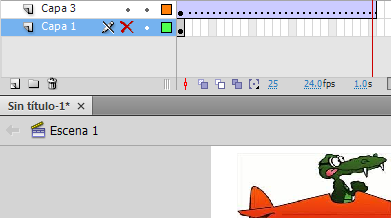 Capa 3
Capa 1
25 24.0fps 1.0s
Sin título-1* ×
Escena 1